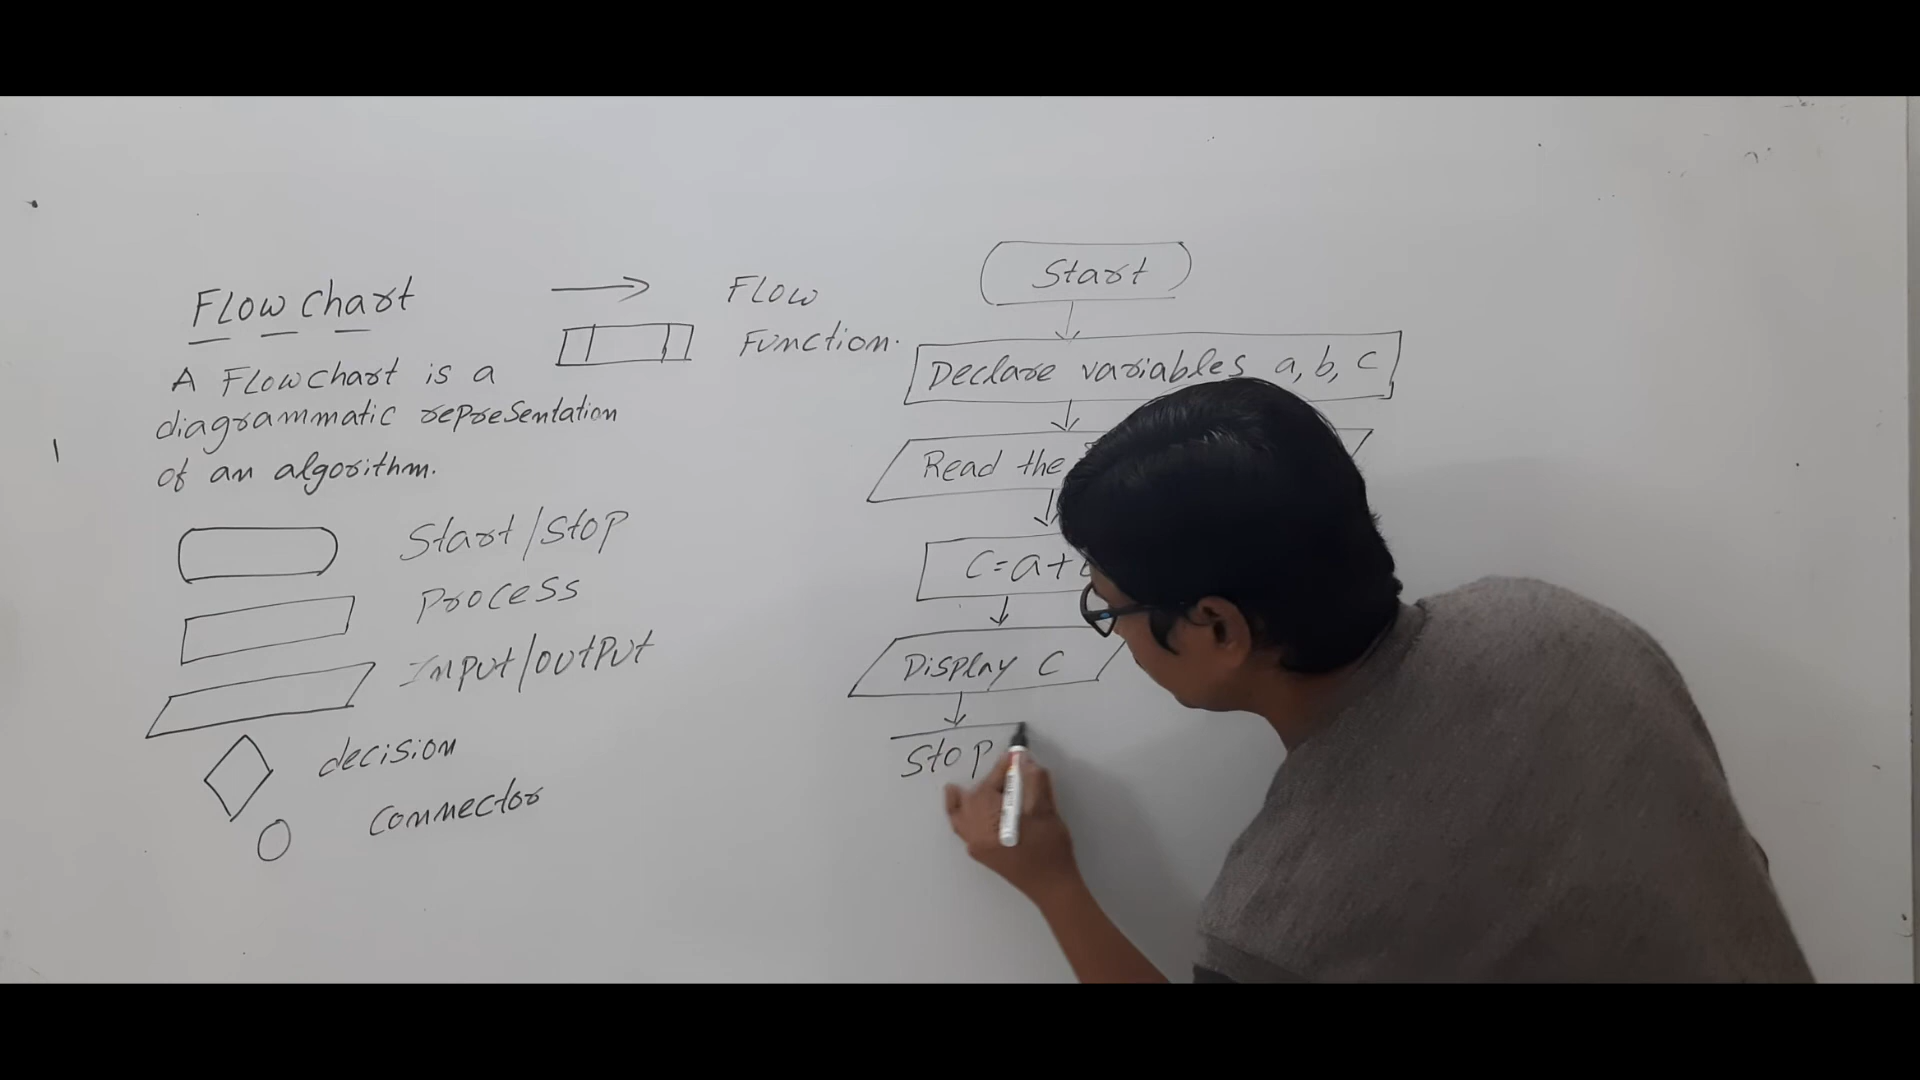 Flow chart
A Flowchart is a
diagrammatic representation
of an algorithm.
Start/Stop
Process
Input/output
decision
Connector
Flow
Function.
Start
Declare variables a, b, c
Read the
C=a+
Display C
Stop